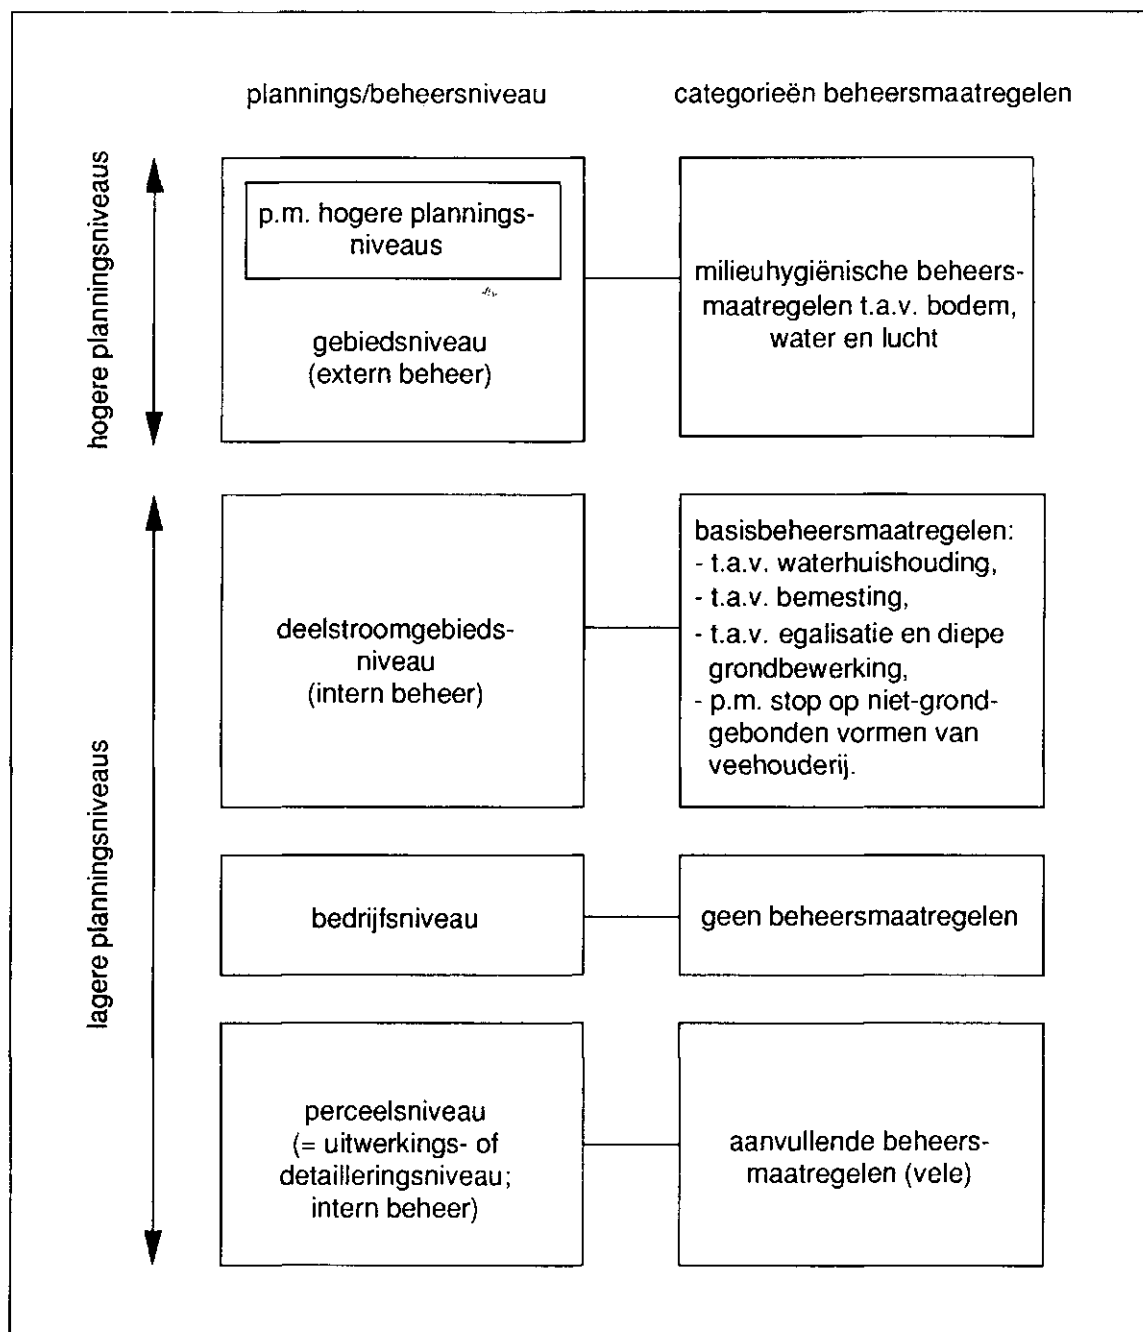 plannings/beheersniveau
categorieën beheersmaatregelen
hogere planningsniveaus
p.m. hogere plannings-
niveaus
gebiedsniveau
(extern beheer)
milieuhygiënische beheers-
maatregelen t.a.v. bodem,
water en lucht
lagere planningsniveaus
deelstroomgebieds-
niveau
(intern beheer)
basisbeheersmaatregelen:
- t.a.v. waterhuishouding,
- t.a.v. bemesting,
- t.a.v. egalisatie en diepe
grondbewerking,
- p.m. stop op niet-grond-
gebonden vormen van
veehouderij.
bedrijfsniveau
geen beheersmaatregelen
perceelsniveau
(= uitwerkings- of
detailleringsniveau;
intern beheer)
aanvullende beheers-
maatregelen (vele)